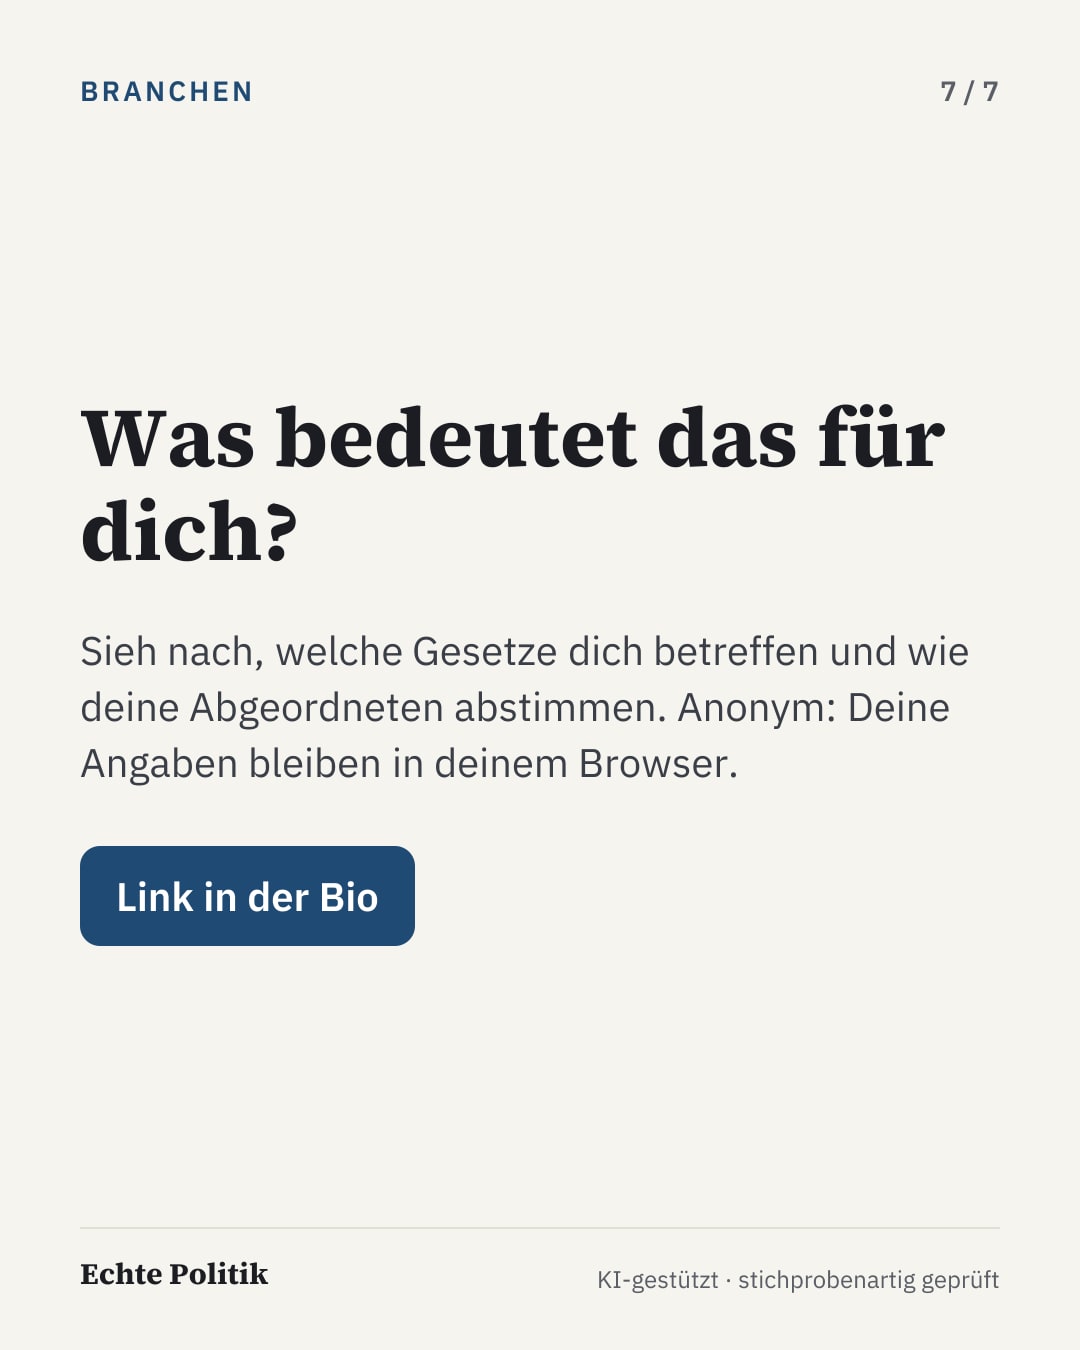 BRANCHEN
7 / 7
Was bedeutet das für
dich?
Sieh nach, welche Gesetze dich betreffen und wie
deine Abgeordneten abstimmen. Anonym: Deine
Angaben bleiben in deinem Browser.
Link in der Bio
Echte Politik
KI-gestützt · stichprobenartig geprüft